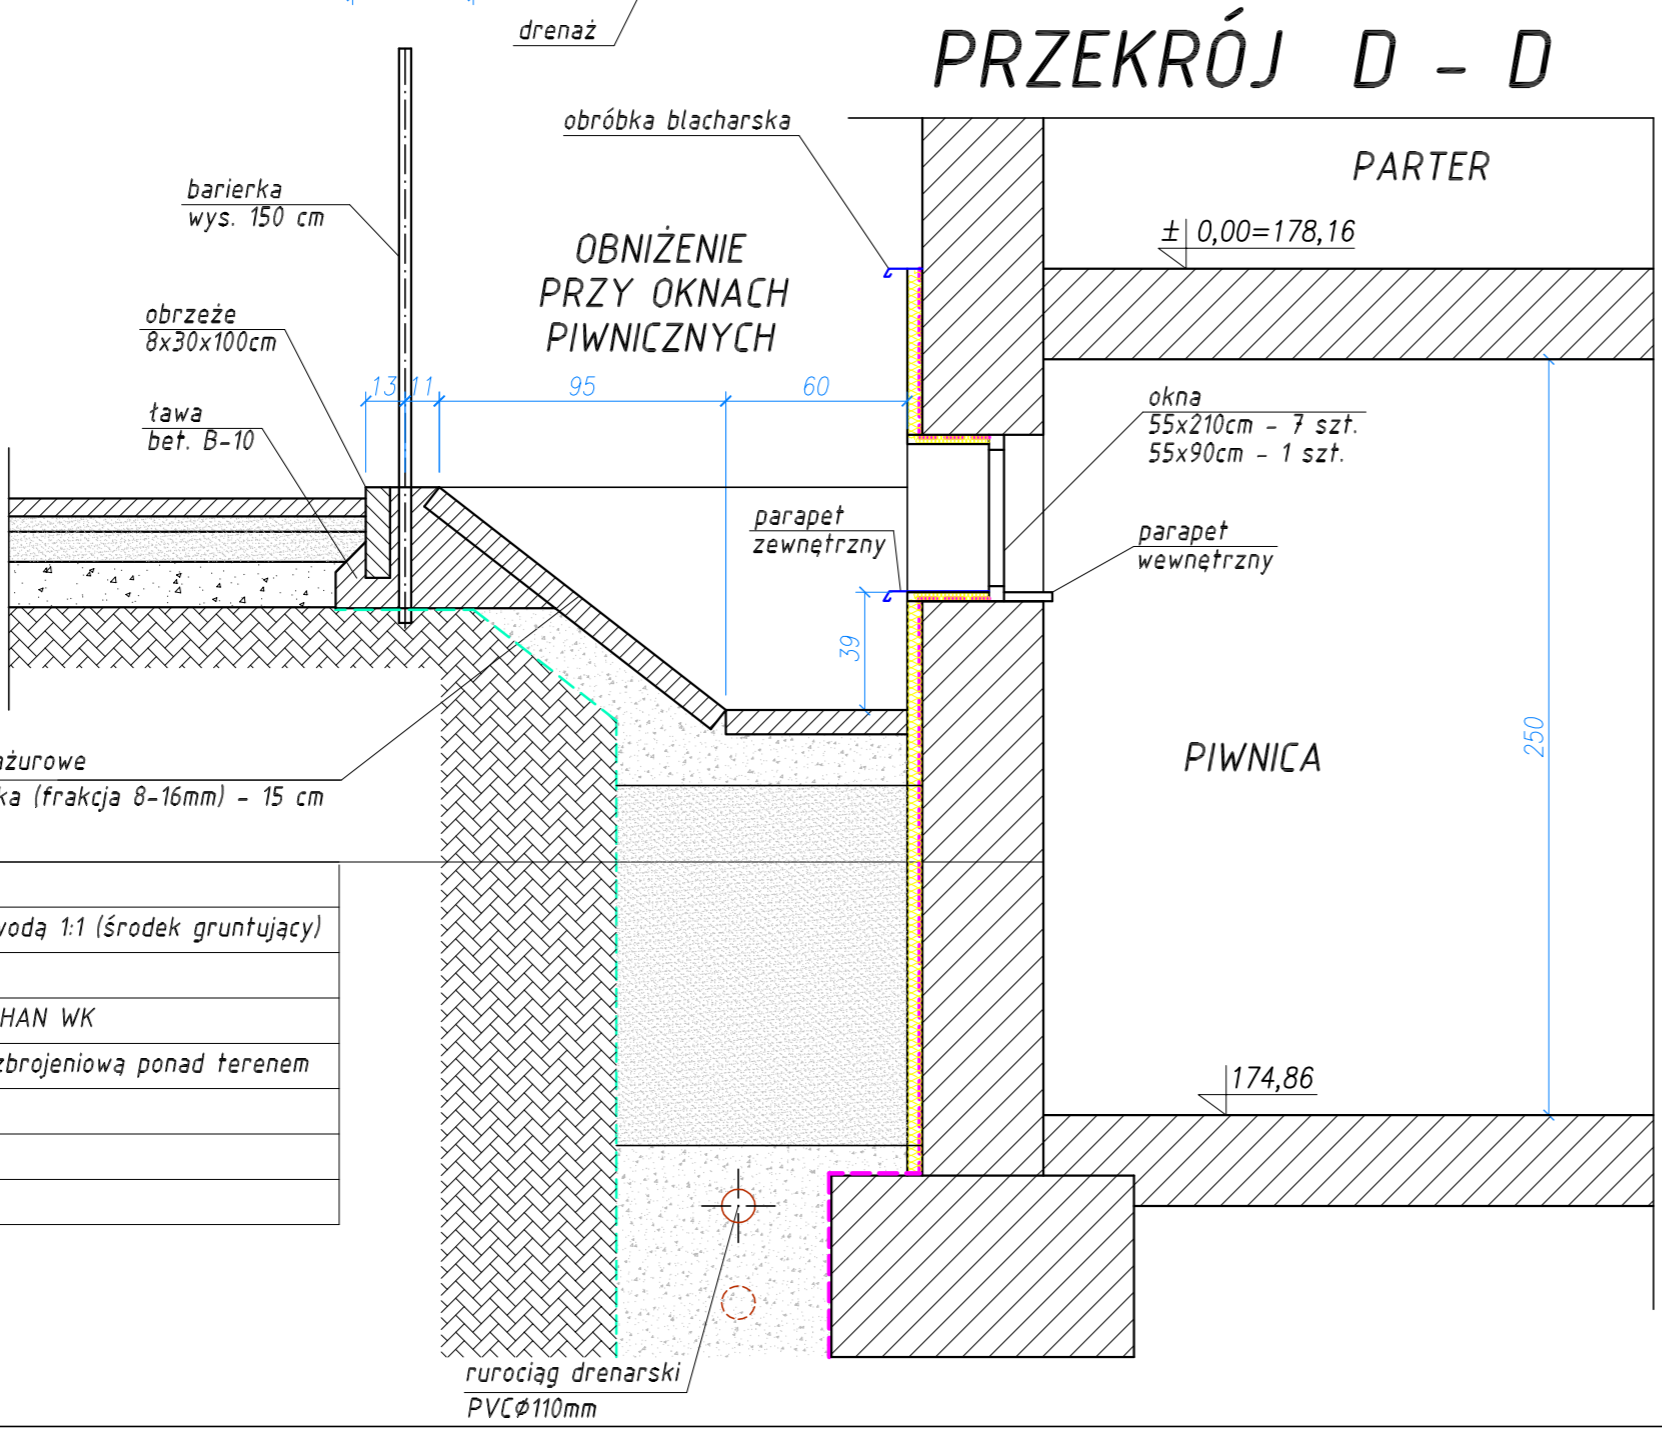 drenaż
PRZEKRÓJ D - D
obróbka blacharska
PARTER
barierka
wys. 150 cm
± 0,00=178,16
OBNIŻENIE
PRZY OKNACH
PIWNICZNYCH
obrzeże
8x30x100cm
13 11 95 60
okna
55x210cm - 7 szt.
55x90cm - 1 szt.
ława
bet. B-10
parapet
zewnętrzny
parapet
wewnętrzny
39
250
PIWNICA
ażurowe
ka (frakcja 8-16mm) - 15 cm
wodą 1:1 (środek gruntujący)
HAN WK
zbrojeniową ponad terenem
174,86
rurociąg drenarski
PVCφ110mm